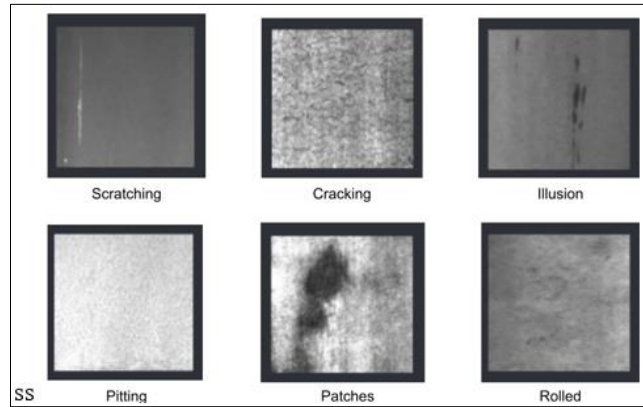 Scratching
Cracking
Illusion
Pitting
Patches
Rolled
SS